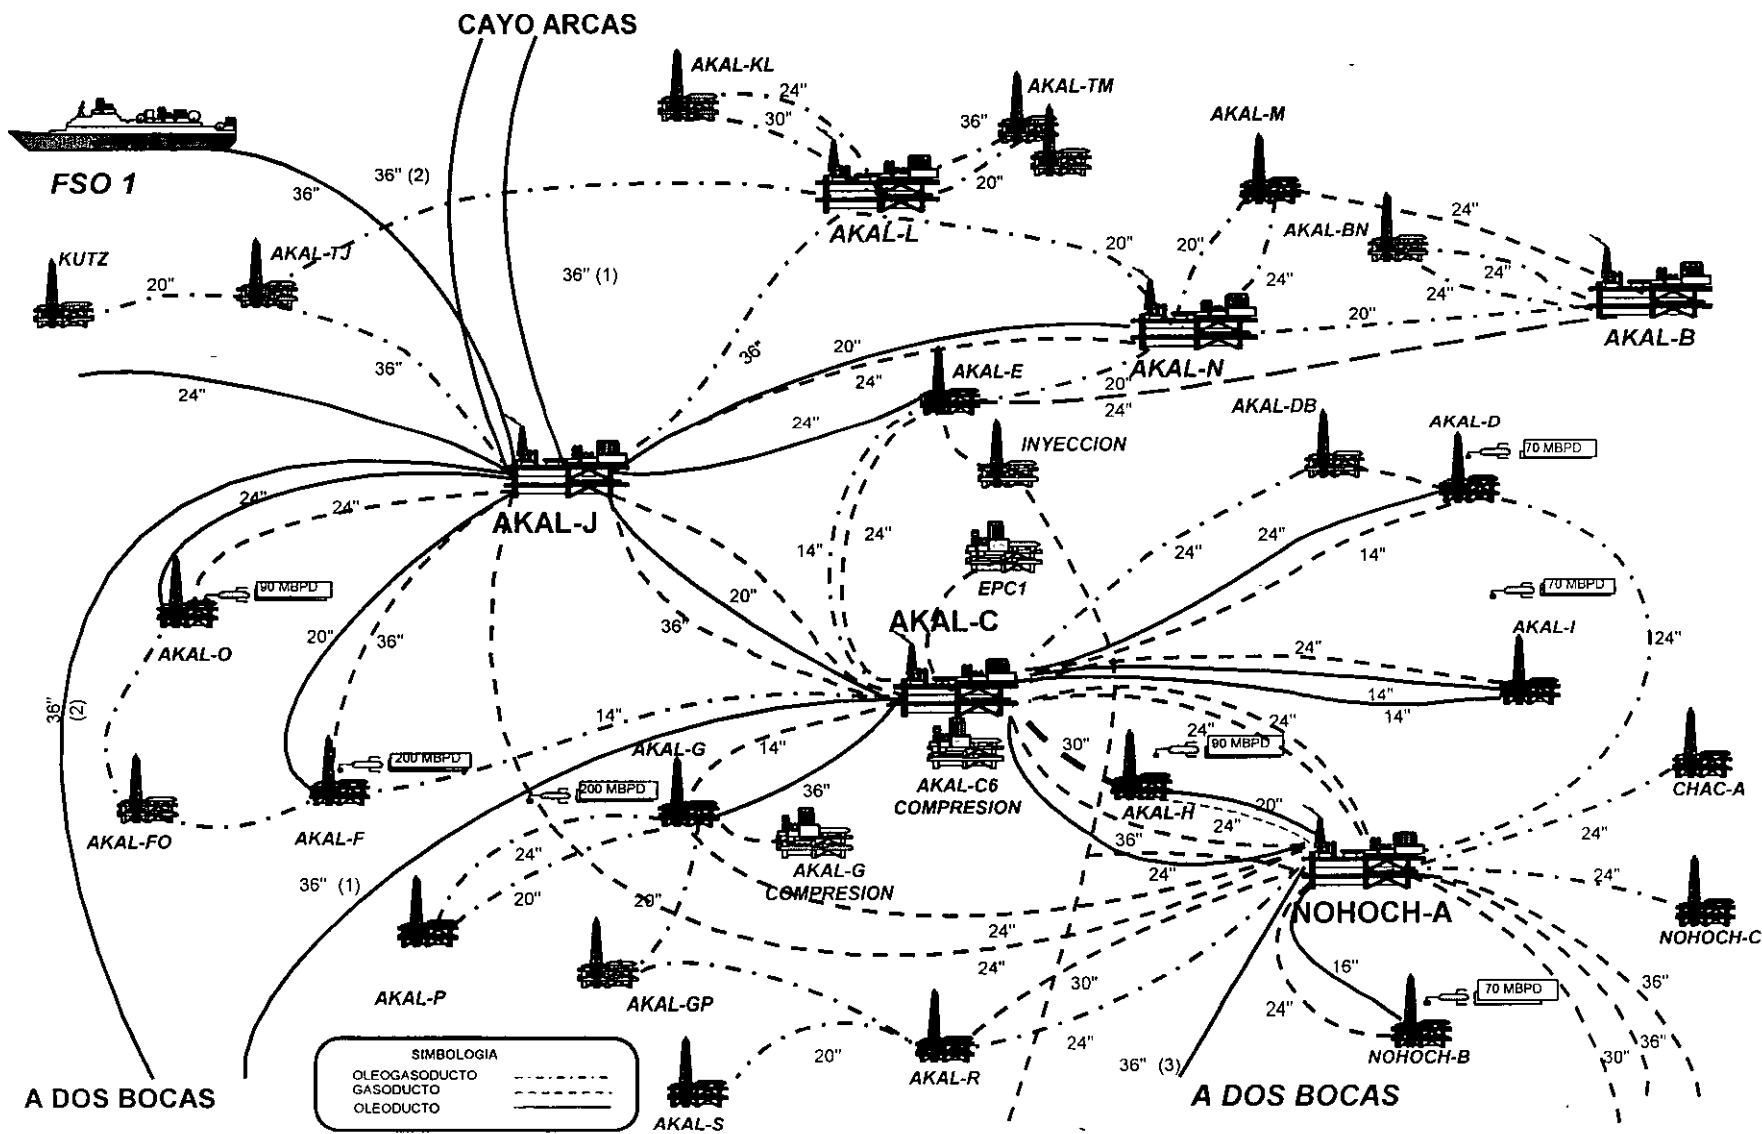 CAYO ARCAS
AKAL-KL
24"
30"
AKAL-TM
36"
20"
AKAL-M
FSO 1
36"
36" (2)
AKAL-L
20"
20"
AKAL-BN
24"
24"
24"
24"
KUTZ
20"
AKAL-TJ
36" (1)
20"
AKAL-B
AKAL-N
36"
36"
20"
24"
AKAL-E
20"
24"
24"
24"
AKAL-DB
AKAL-D
70 MBPD
INYECCION
AKAL-J
24"
24"
14"
24"
EPC1
24"
24"
14"
90 MBPD
AKAL-O
20"
36"
20"
36"
AKAL-C
70 MBPD
AKAL-I
24"
24"
14"
14"
36"
(2)
14"
14"
AKAL-G
200 MBPD
200 MBPD
36"
AKAL-C6
COMPRESION
30"
24"
24"
90 MBPD
AKAL-H
20"
24"
36"
24"
CHAC-A
24"
24"
AKAL-FO
AKAL-F
36" (1)
24"
20"
20"
AKAL-G
COMPRESION
NOHOCH-A
NOHOCH-C
24"
24"
30"
24"
16"
24"
70 MBPD
NOHOCH-B
36"
36"
30"
AKAL-P
AKAL-GP
20"
AKAL-R
AKAL-S
36" (3)
A DOS BOCAS
A DOS BOCAS
SIMBOLOGIA
OLEOGASODUCTO
GASODUCTO
OLEODUCTO